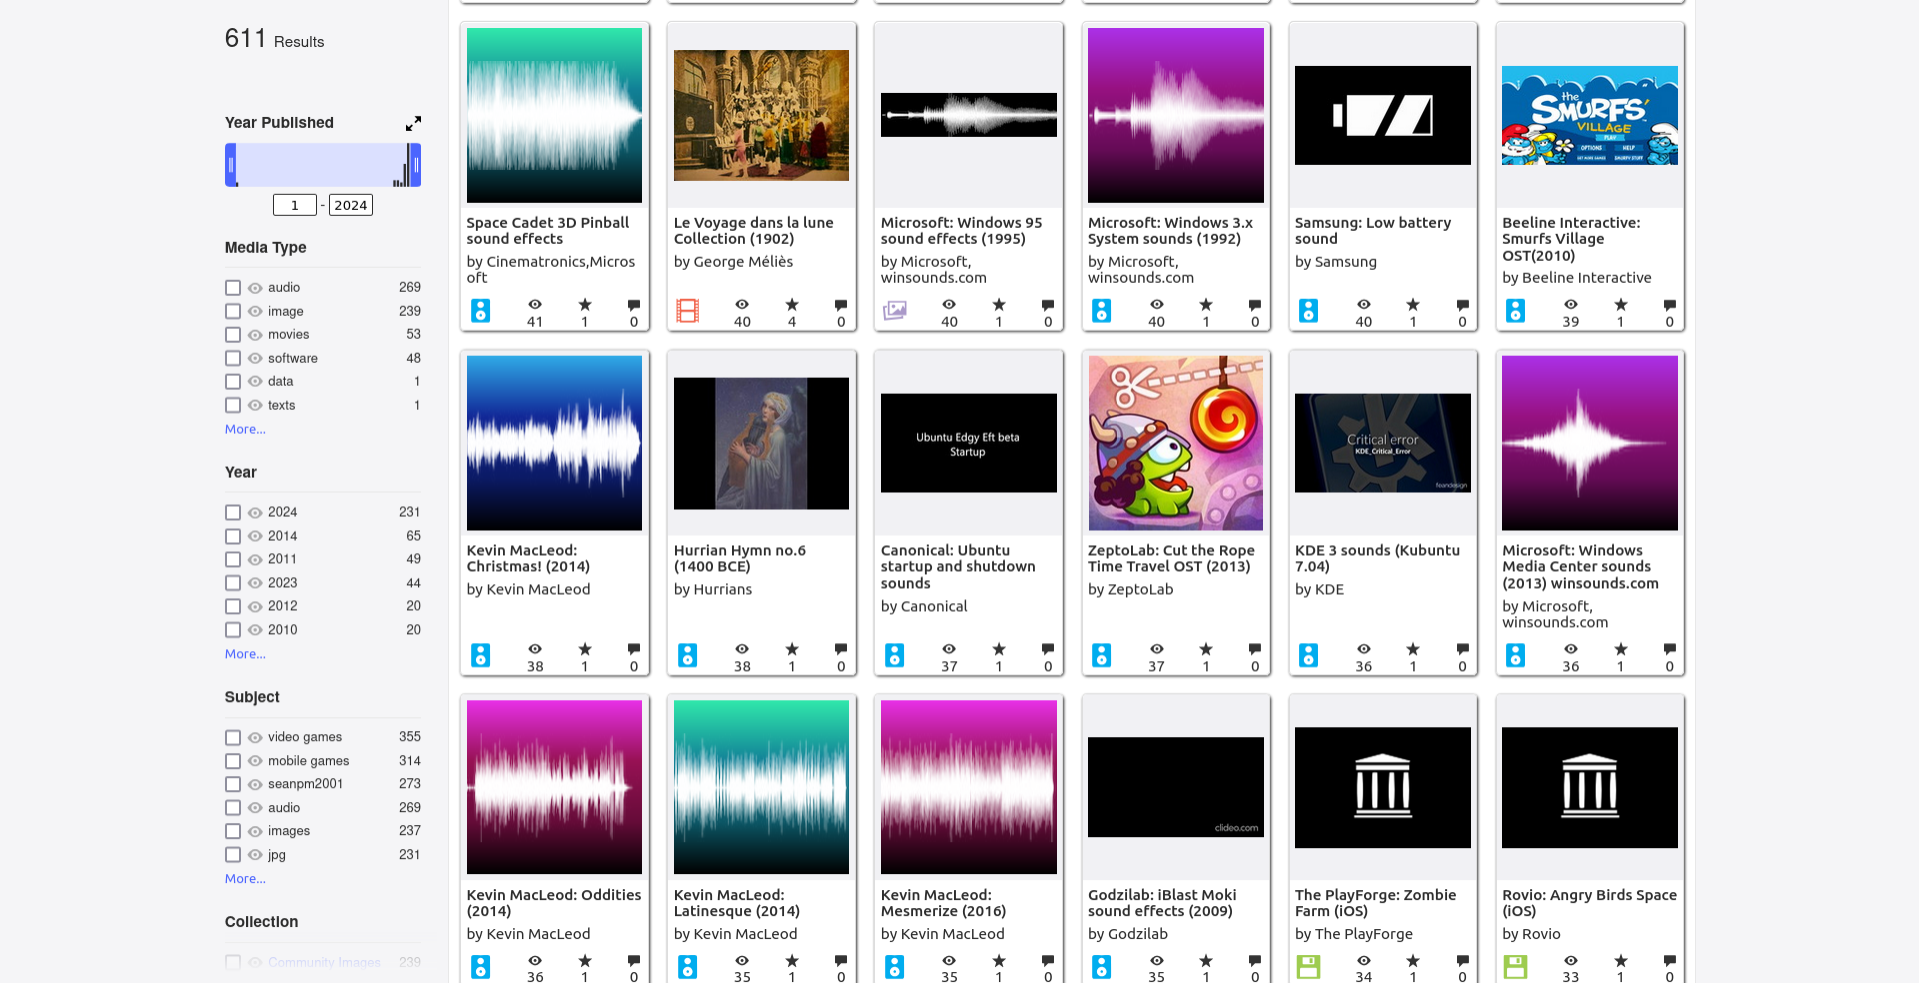 611 Results
Year Published
1 - 2024
Media Type
audio 269
image 239
movies 53
software 48
data 1
texts 1
More...
Year
2024 231
2014 65
2011 49
2023 44
2012 20
2010 20
More...
Subject
video games 355
mobile games 314
seanpm2001 273
audio 269
images 237
jpg 231
More...
Collection
Community Images 239
Space Cadet 3D Pinball
sound effects
by Cinematronics,Micros
oft
41 1 0
Le Voyage dans la lune
Collection (1902)
by George Méliès
40 4 0
Microsoft: Windows 95
sound effects (1995)
by Microsoft,
winsounds.com
40 1 0
Microsoft: Windows 3.x
System sounds (1992)
by Microsoft,
winsounds.com
40 1 0
Samsung: Low battery
sound
by Samsung
40 1 0
the
SMURFS'
VILLAGE
PLAY
OPTIONS HELP
GET MORE GAMES SMURFY STUFF
Beeline Interactive:
Smurfs Village
OST(2010)
by Beeline Interactive
39 1 0
Kevin MacLeod:
Christmas! (2014)
by Kevin MacLeod
38 1 0
Hurrian Hymn no.6
(1400 BCE)
by Hurrians
38 1 0
Ubuntu Edgy Eft beta
Startup
Canonical: Ubuntu
startup and shutdown
sounds
by Canonical
37 1 0
ZeptoLab: Cut the Rope
Time Travel OST (2013)
by ZeptoLab
37 1 0
Critical error
KDE_Critical_Error
KDE 3 sounds (Kubuntu
7.04)
by KDE
36 1 0
Microsoft: Windows
Media Center sounds
(2013) winsounds.com
by Microsoft,
winsounds.com
36 1 0
Kevin MacLeod: Oddities
(2014)
by Kevin MacLeod
36 1 0
Kevin MacLeod:
Latinesque (2014)
by Kevin MacLeod
35 1 0
Kevin MacLeod:
Mesmerize (2016)
by Kevin MacLeod
35 1 0
clideo.com
Godzilab: iBlast Moki
sound effects (2009)
by Godzilab
35 1 0
The PlayForge: Zombie
Farm (iOS)
by The PlayForge
34 1 0
Rovio: Angry Birds Space
(iOS)
by Rovio
33 1 0